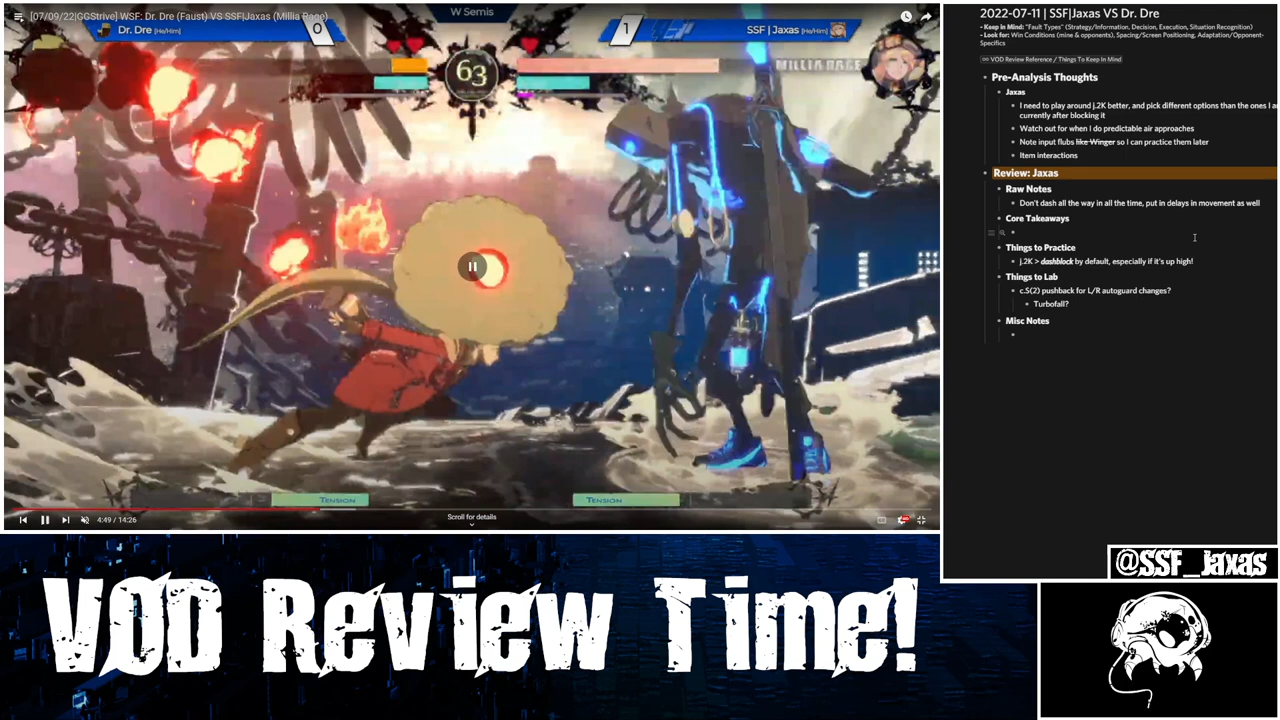 [07/09/22|GGStrive] WSF: Dr. Dre (Faust) VS SSF|Jaxas (Millia Rage)
W Semis
Dr. Dre [He/Him]
0
1
SSF | Jaxas [He/Him]
63
MILLIA RAGE
TENSION
TENSION
4:49 / 14:26
Scroll for details
2022-07-11 | SSF|Jaxas VS Dr. Dre
- Keep in Mind: "Fault Types" (Strategy/Information, Decision, Execution, Situation Recognition)
- Look for: Win Conditions (mine & opponents), Spacing/Screen Positioning, Adaptation/Opponent-
Specifics
VOD Review Reference / Things To Keep In Mind
Pre-Analysis Thoughts
Jaxas
I need to play around j.2K better, and pick different options than the ones I a
currently after blocking it
Watch out for when I do predictable air approaches
Note input flubs like Winger so I can practice them later
Item interactions
Review: Jaxas
Raw Notes
Don't dash all the way in all the time, put in delays in movement as well
Core Takeaways
Things to Practice
j.2K > dashblock by default, especially if it's up high!
Things to Lab
c.S(2) pushback for L/R autoguard changes?
Turbofall?
Misc Notes
@SSF_Jaxas
VOD Review Time!